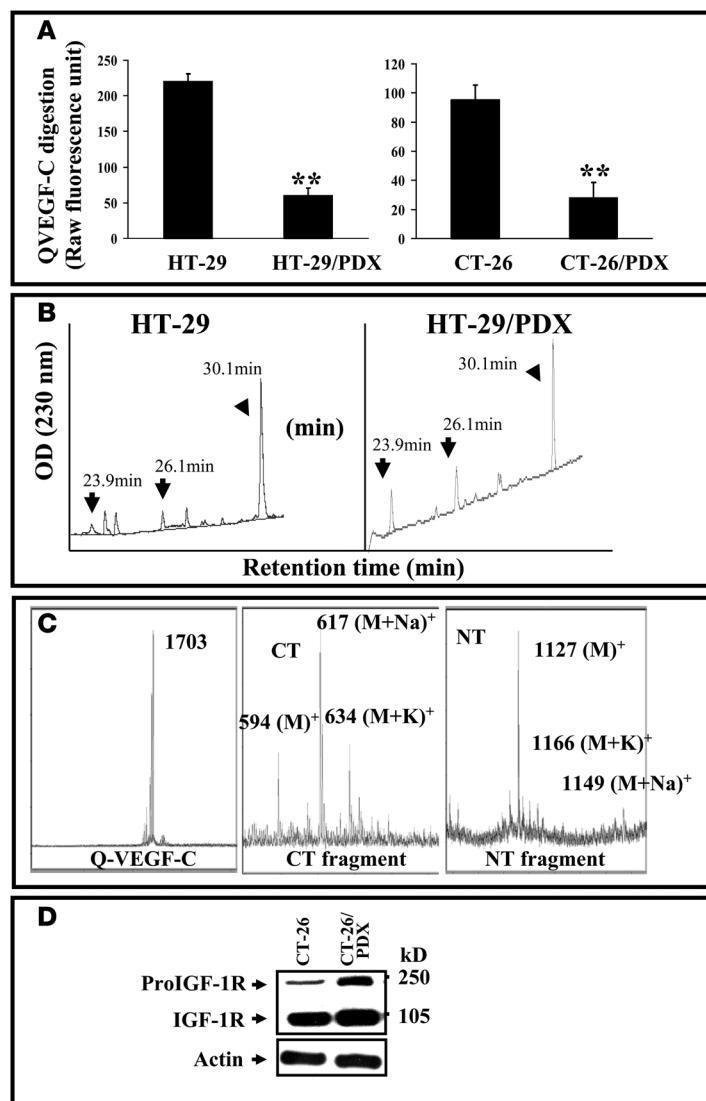 A
QVEGF-C digestion
(Raw fluorescence unit)
250
200
150
100
50
0
HT-29
**
HT-29/PDX
120
100
80
60
40
20
0
CT-26
**
CT-26/PDX
B
HT-29
HT-29/PDX
OD (230 nm)
23.9min
26.1min
30.1min
(min)
23.9min
26.1min
30.1min
Retention time (min)
C
1703
Q-VEGF-C
CT
617 (M+Na)+
594 (M)+
634 (M+K)+
CT fragment
NT
1127 (M)+
1166 (M+K)+
1149 (M+Na)+
NT fragment
D
CT-26
CT-26/
PDX
kD
ProIGF-1R
250
IGF-1R
105
Actin